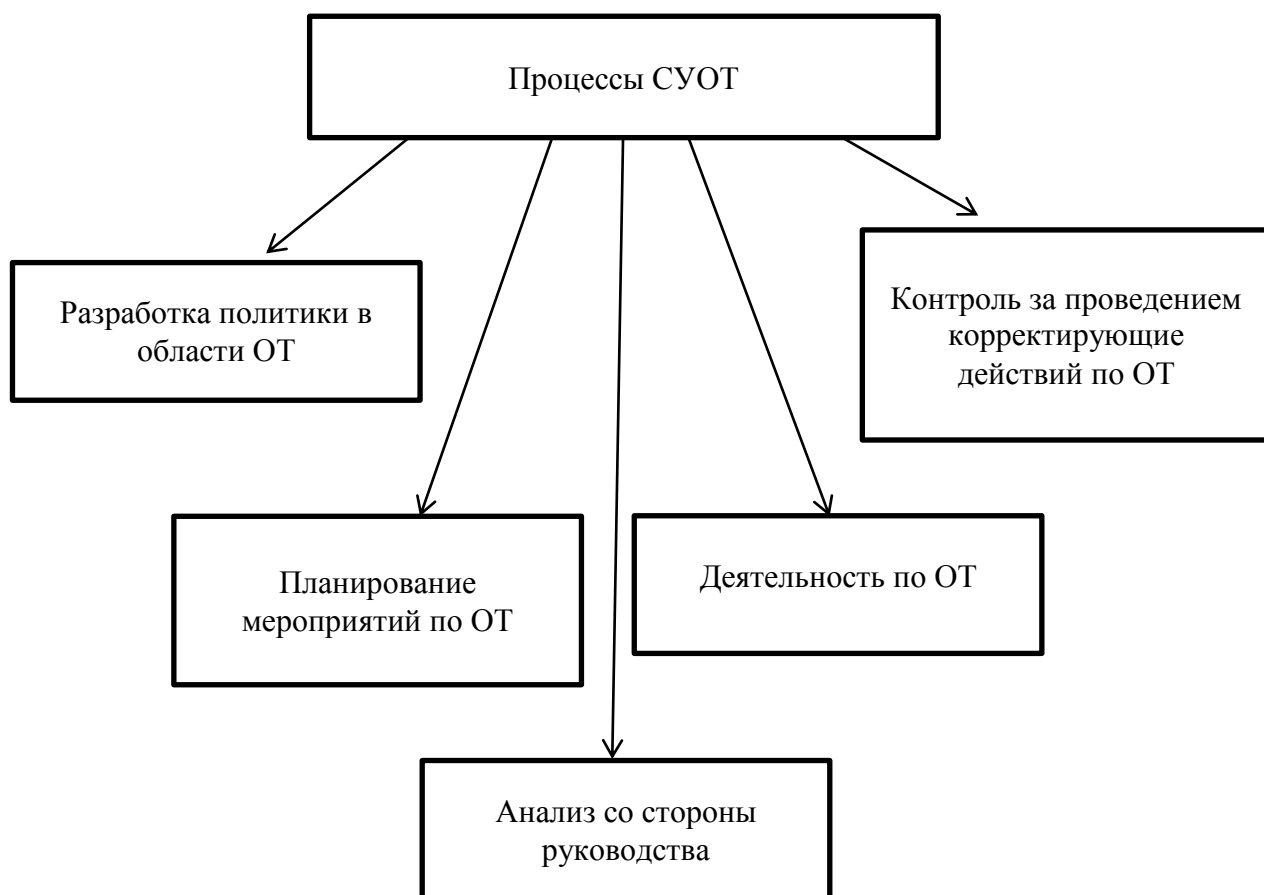 Процессы СУОТ
Разработка политики в
области ОТ
Контроль за проведением
корректирующие
действий по ОТ
Планирование
мероприятий по ОТ
Деятельность по ОТ
Анализ со стороны
руководства